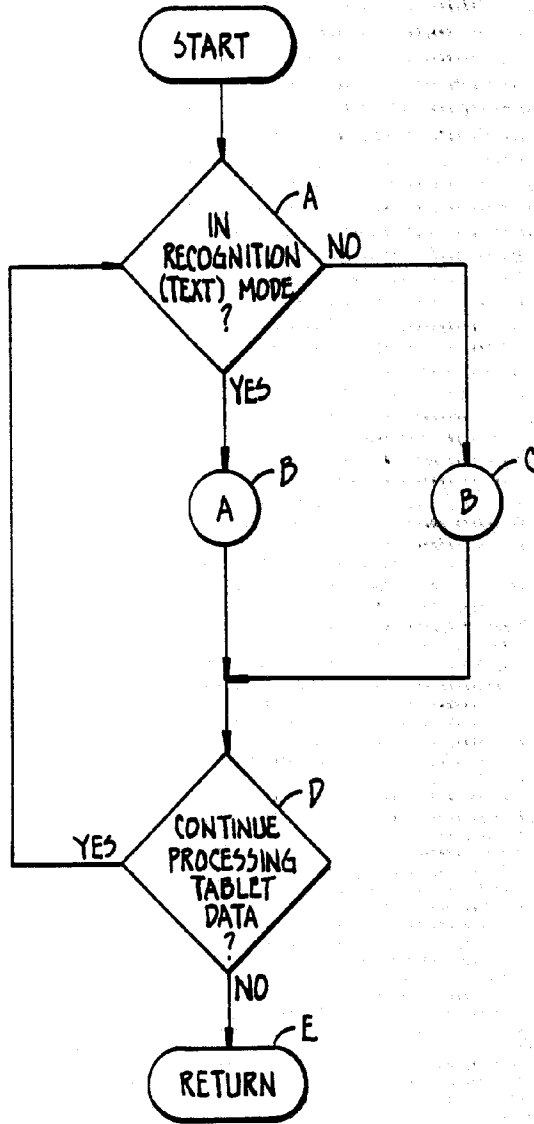 START
A
IN
RECOGNITION
(TEXT) MODE
?
NO
YES
B
A
C
B
D
CONTINUE
PROCESSING
TABLET
DATA
?
YES
NO
E
RETURN